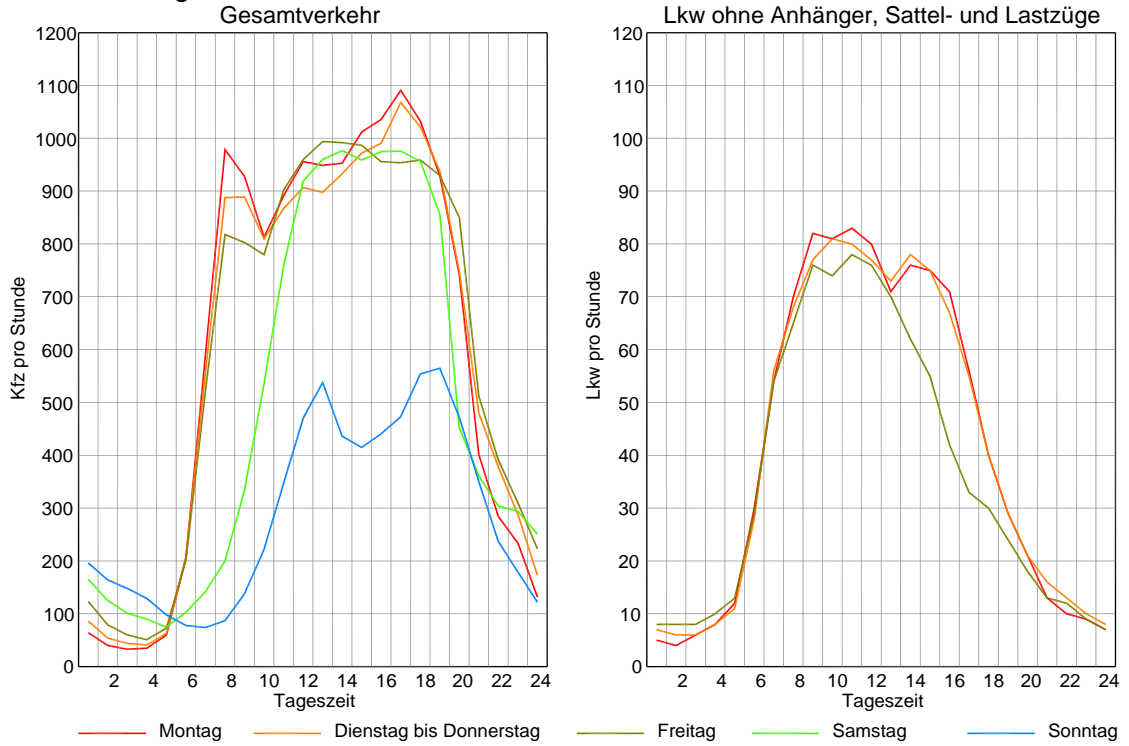 Gesamtverkehr
1200
1100
1000
900
800
700
600
500
400
300
200
100
0
Kfz pro Stunde
2 4 6 8 10 12 14 16 18 20 22 24
Tageszeit
Lkw ohne Anhänger, Sattel- und Lastzüge
120
110
100
90
80
70
60
50
40
30
20
10
0
Lkw pro Stunde
2 4 6 8 10 12 14 16 18 20 22 24
Tageszeit
Montag Dienstag bis Donnerstag Freitag Samstag Sonntag